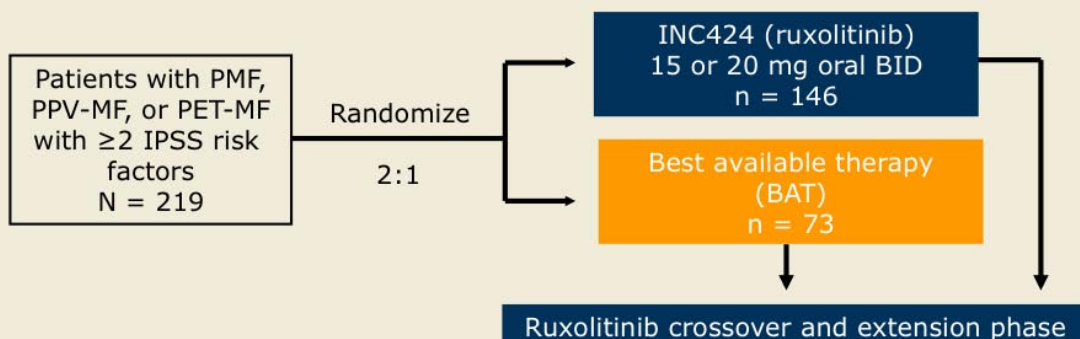 Patients with PMF,
PPV-MF, or PET-MF
with ≥2 IPSS risk
factors
N = 219
Randomize
2:1
INC424 (ruxolitinib)
15 or 20 mg oral BID
n = 146
Best available therapy
(BAT)
n = 73
Ruxolitinib crossover and extension phase